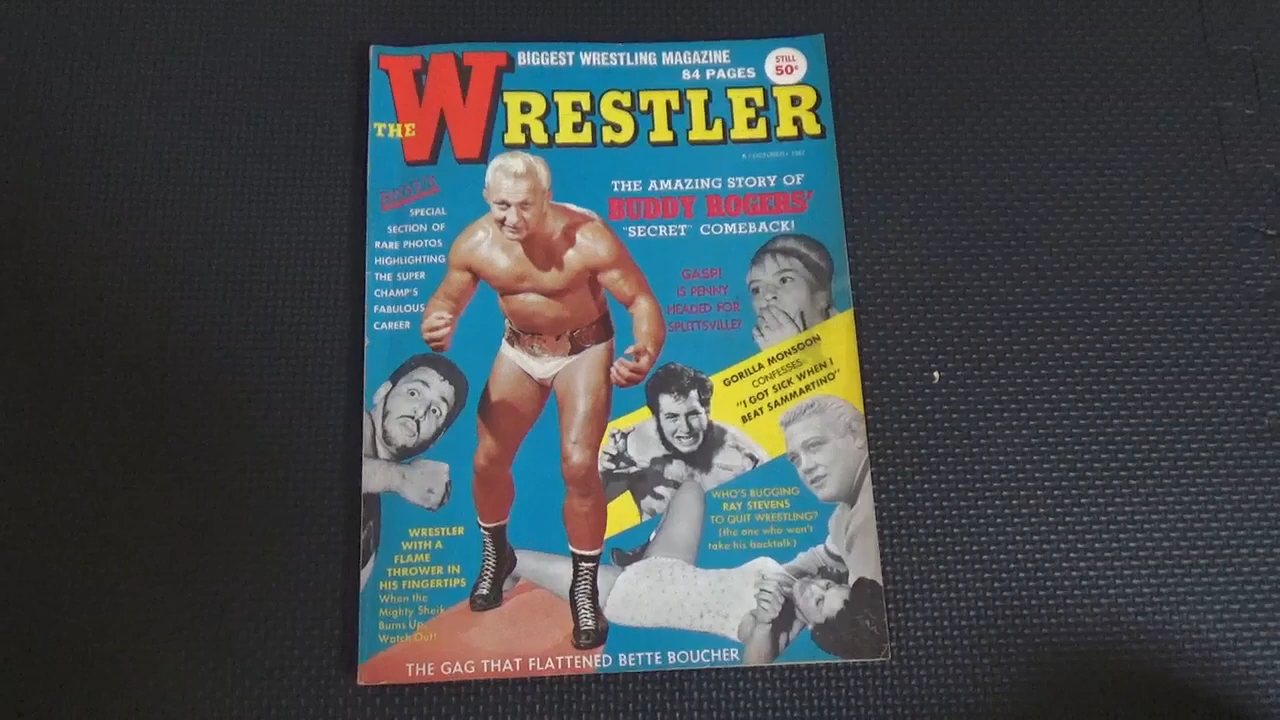 BIGGEST WRESTLING MAGAZINE
84 PAGES
STILL
50¢
THE WRESTLER
OCTOBER 1967
SPECIAL
SECTION OF
RARE PHOTOS
HIGHLIGHTING
THE SUPER
CHAMP'S
FABULOUS
CAREER
THE AMAZING STORY OF
BUDDY ROGERS'
"SECRET" COMEBACK!
GASP!
IS PENNY
HEADED FOR
SPLITTSVILLE?
GORILLA MONSOON
CONFESSES:
"I GOT SICK WHEN I
BEAT SAMMARTINO"
WHO'S BUGGING
RAY STEVENS
TO QUIT WRESTLING?
(the one who won't
take his backtalk)
WRESTLER
WITH A
FLAME
THROWER IN
HIS FINGERTIPS
When the
Mighty Sheik
Burns Up,
Watch Out!
THE GAG THAT FLATTENED BETTE BOUCHER